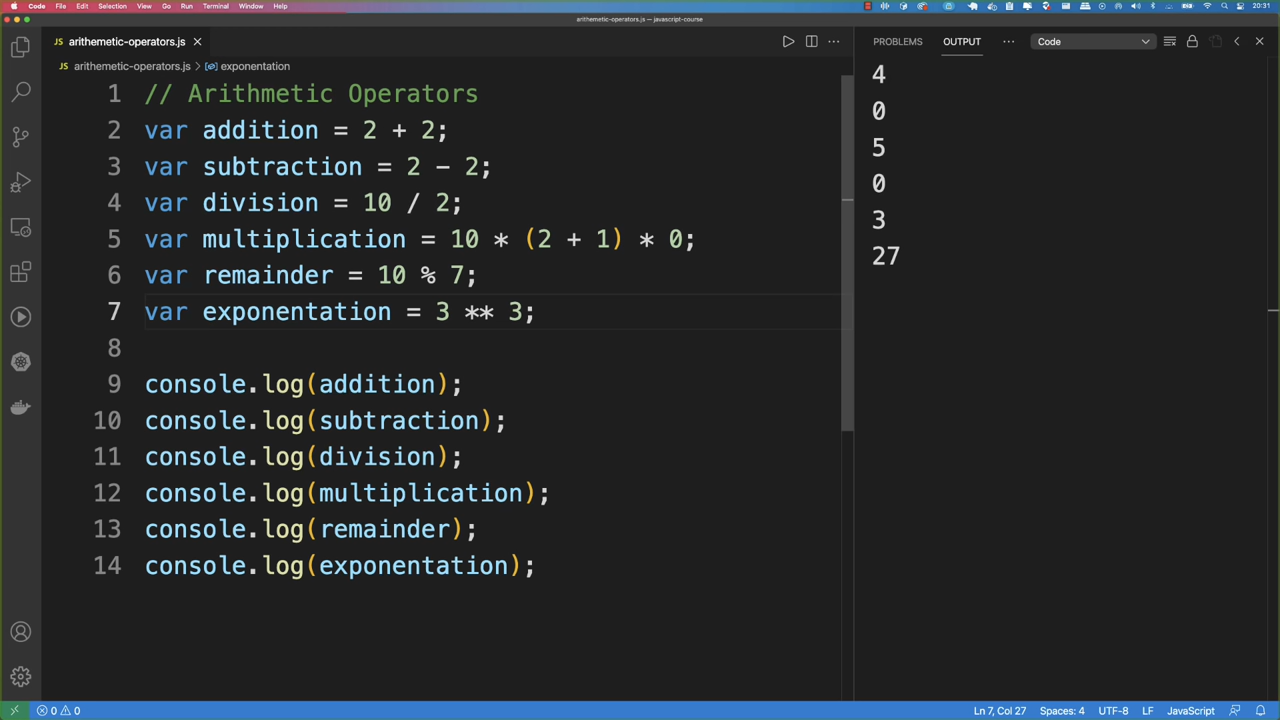 Code File Edit Selection View Go Run Terminal Window Help 20:31
arithemetic-operators.js — javascript-course
JS arithemetic-operators.js
PROBLEMS OUTPUT Code
JS arithemetic-operators.js > exponentation
1 // Arithmetic Operators
2 var addition = 2 + 2;
3 var subtraction = 2 - 2;
4 var division = 10 / 2;
5 var multiplication = 10 * (2 + 1) * 0;
6 var remainder = 10 % 7;
7 var exponentation = 3 ** 3;
8
9 console.log(addition);
10 console.log(subtraction);
11 console.log(division);
12 console.log(multiplication);
13 console.log(remainder);
14 console.log(exponentation);
4
0
5
0
3
27
0 0 Ln 7, Col 27 Spaces: 4 UTF-8 LF JavaScript